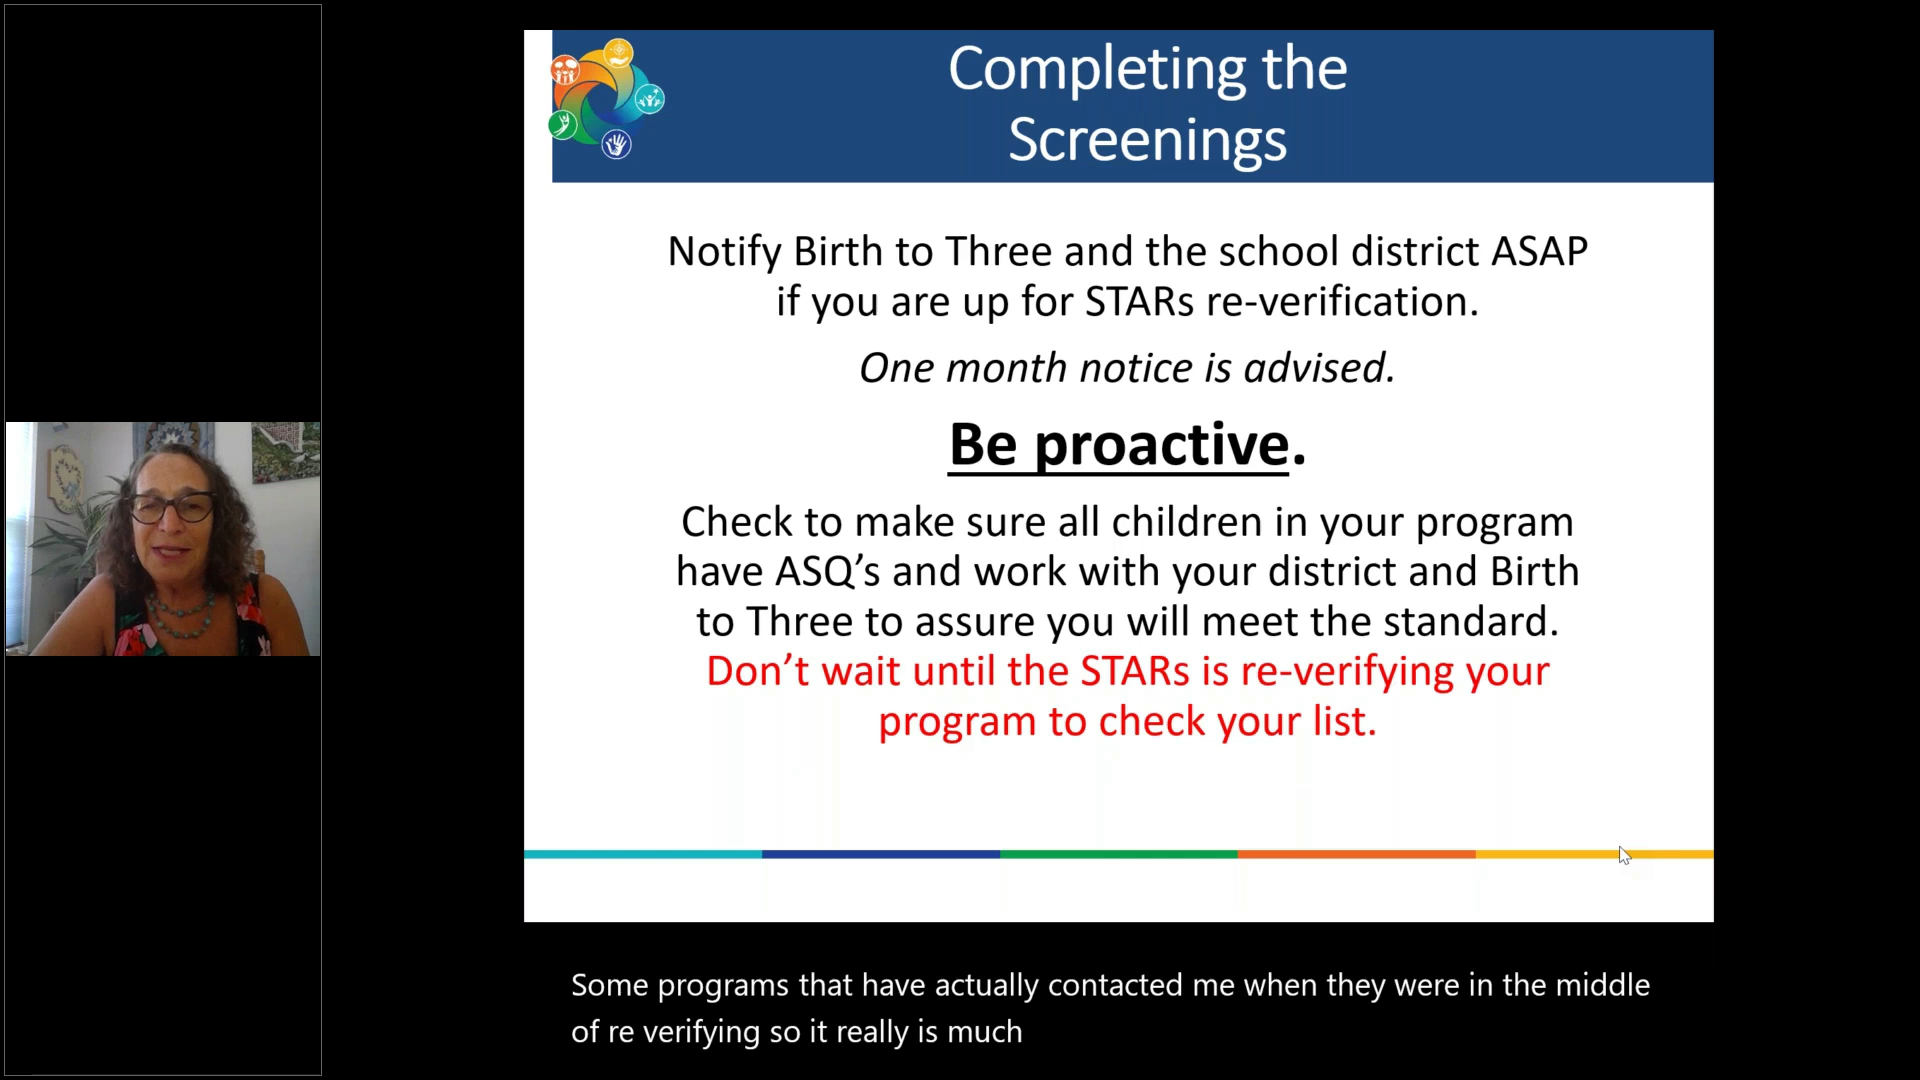 Completing the
Screenings
Notify Birth to Three and the school district ASAP
if you are up for STARs re-verification.
One month notice is advised.
Be proactive.
Check to make sure all children in your program
have ASQ’s and work with your district and Birth
to Three to assure you will meet the standard.
Don’t wait until the STARs is re-verifying your
program to check your list.
Some programs that have actually contacted me when they were in the middle
of re verifying so it really is much